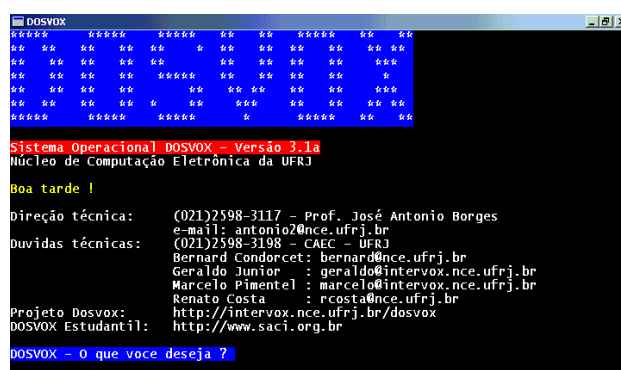 DOSVOX
Sistema Operacional DOSVOX - Versão 3.1a
Núcleo de Computação Eletrônica da UFRJ
Boa tarde !
Direção técnica: (021)2598-3117 - Prof. José Antonio Borges
e-mail: antonio2@nce.ufrj.br
Duvidas técnicas: (021)2598-3198 - CAEC - UFRJ
Bernard Condorcet: bernard@nce.ufrj.br
Geraldo Junior : geraldo@intervox.nce.ufrj.br
Marcelo Pimentel : marcelo@intervox.nce.ufrj.br
Renato Costa : rcosta@nce.ufrj.br
Projeto Dosvox: http://intervox.nce.ufrj.br/dosvox
DOSVOX Estudantil: http://www.saci.org.br
DOSVOX - O que voce deseja ?